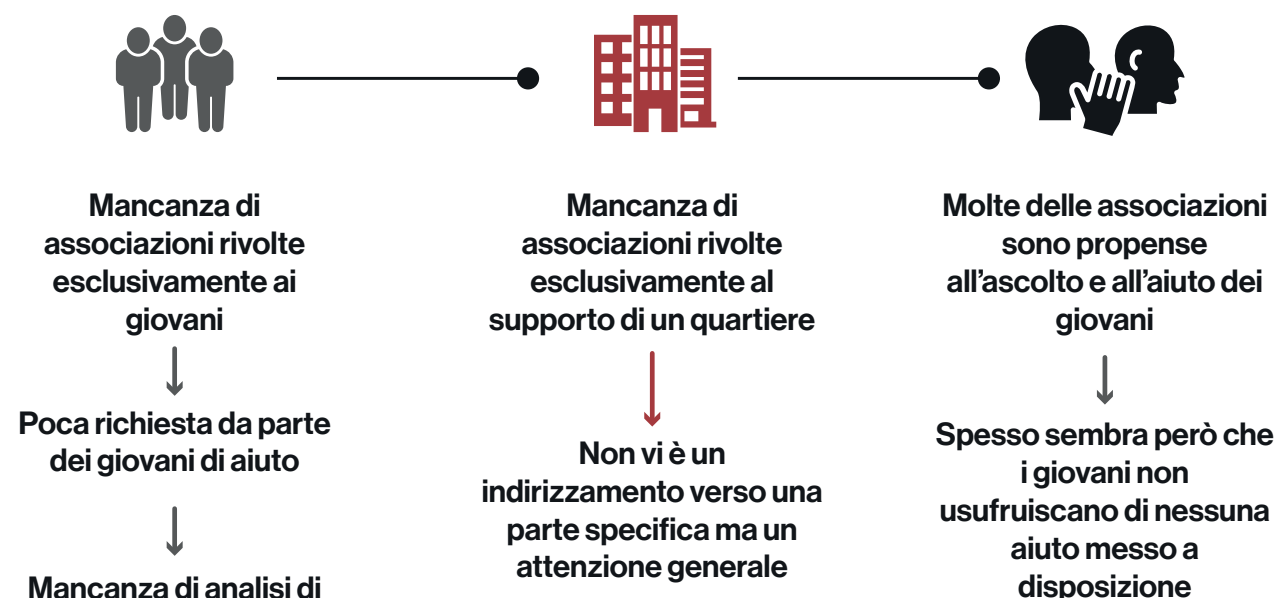 Mancanza di
associazioni rivolte
esclusivamente ai
giovani
Poca richiesta da parte
dei giovani di aiuto
Mancanza di analisi di
Mancanza di
associazioni rivolte
esclusivamente al
supporto di un quartiere
Non vi è un
indirizzamento verso una
parte specifica ma un
attenzione generale
Molte delle associazioni
sono propense
all'ascolto e all'aiuto dei
giovani
Spesso sembra però che
i giovani non
usufruiscano di nessuna
aiuto messo a
disposizione